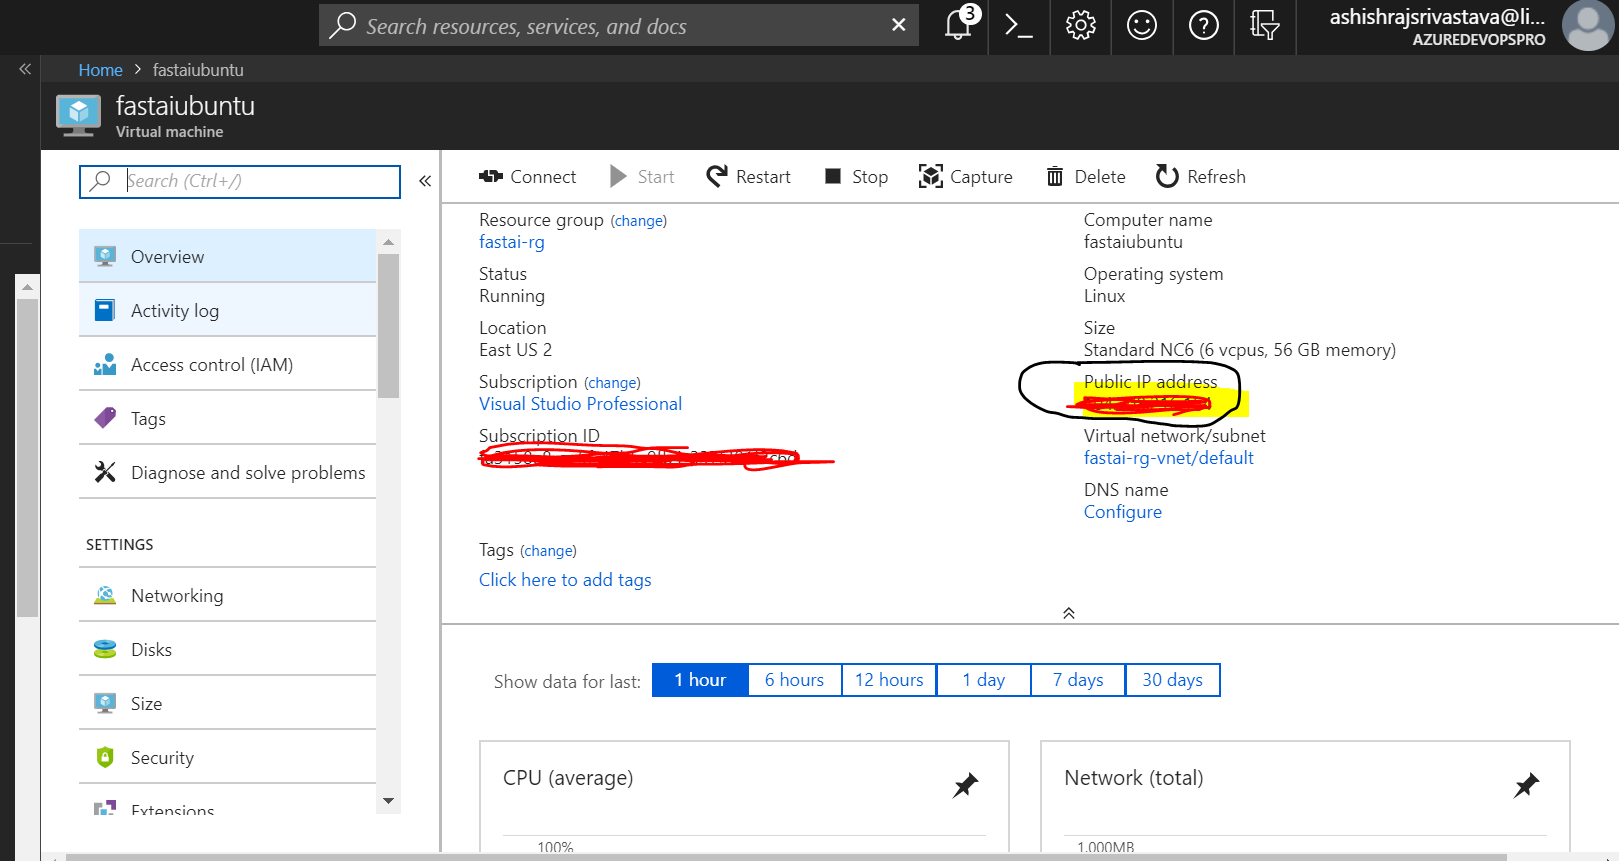 Search resources, services, and docs
3
ashishrajsrivastava@li...
AZUREDEVOPSPRO
Home > fastaiubuntu
fastaiubuntu
Virtual machine
Search (Ctrl+/)
Overview
Activity log
Access control (IAM)
Tags
Diagnose and solve problems
SETTINGS
Networking
Disks
Size
Security
Extensions
Connect
Start
Restart
Stop
Capture
Delete
Refresh
Resource group (change)
fastai-rg
Status
Running
Location
East US 2
Subscription (change)
Visual Studio Professional
Subscription ID
Computer name
fastaiubuntu
Operating system
Linux
Size
Standard NC6 (6 vcpus, 56 GB memory)
Public IP address
Virtual network/subnet
fastai-rg-vnet/default
DNS name
Configure
Tags (change)
Click here to add tags
Show data for last:
1 hour
6 hours
12 hours
1 day
7 days
30 days
CPU (average)
100%
Network (total)
1,000MB